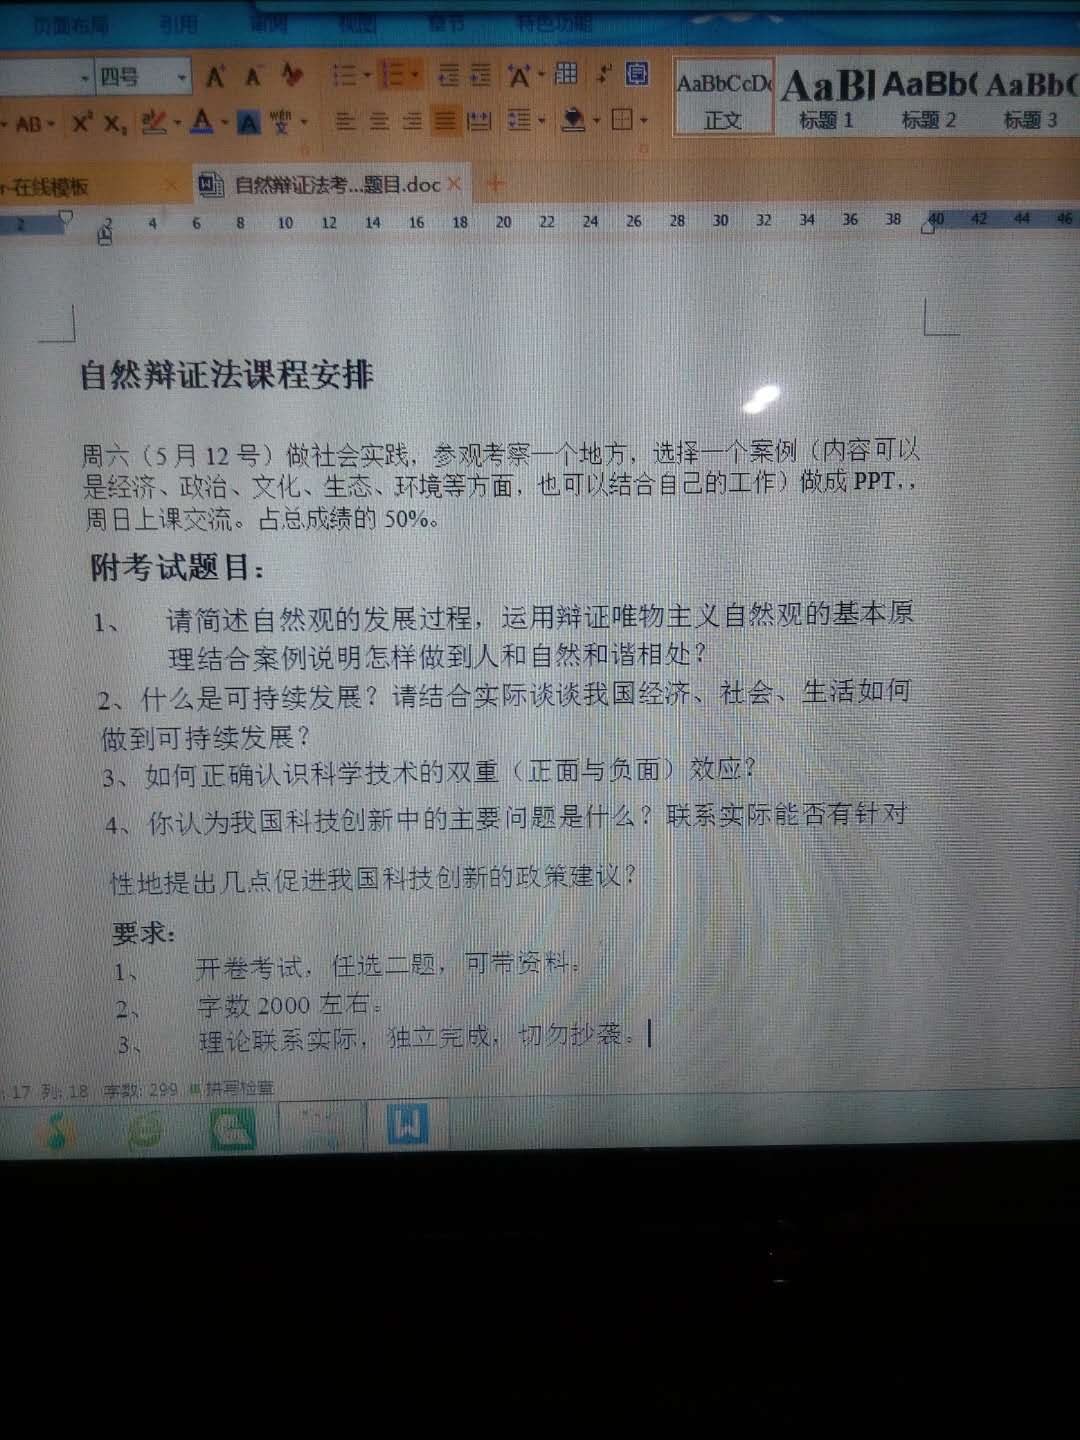 页面布局 引用 审阅 视图 章节 特色功能
四号
AaBbCcDd AaBl AaBb( AaBbC
AB X² X₂ A A wén 文 正文 标题 1 标题 2 标题 3
r-在线模板 自然辩证法考...题目.doc
2 2 4 6 8 10 12 14 16 18 20 22 24 26 28 30 32 34 36 38 40 42 44 46
自然辩证法课程安排
周六（5 月 12 号）做社会实践，参观考察一个地方，选择一个案例（内容可以
是经济、政治、文化、生态、环境等方面，也可以结合自己的工作）做成 PPT，，
周日上课交流。占总成绩的 50%。
附考试题目：
1、 请简述自然观的发展过程，运用辩证唯物主义自然观的基本原
理结合案例说明怎样做到人和自然和谐相处？
2、什么是可持续发展？请结合实际谈谈我国经济、社会、生活如何
做到可持续发展？
3、如何正确认识科学技术的双重（正面与负面）效应？
4、你认为我国科技创新中的主要问题是什么？联系实际能否有针对
性地提出几点促进我国科技创新的政策建议？
要求：
1、 开卷考试，任选二题，可带资料。
2、 字数 2000 左右。
3、 理论联系实际，独立完成，切勿抄袭。
: 17 列: 18 字数: 299 拼写检查